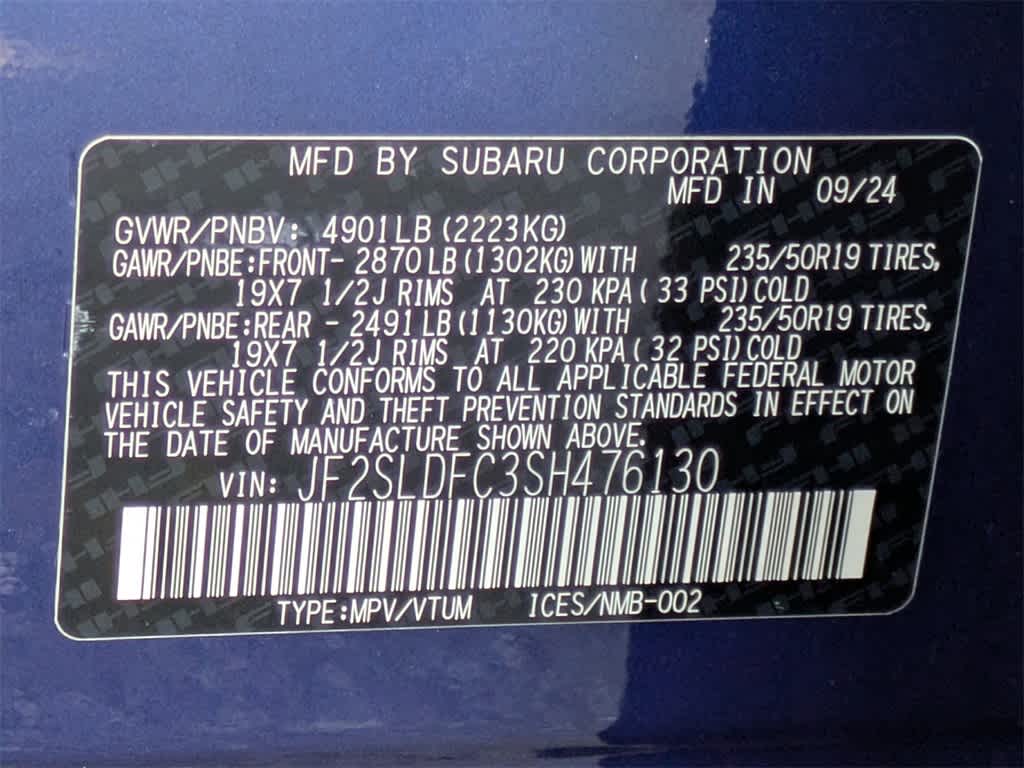 MFD BY SUBARU CORPORATION
MFD IN 09/24
GVWR/PNBV: 4901LB (2223KG)
GAWR/PNBE:FRONT- 2870LB(1302KG)WITH 235/50R19 TIRES,
19X7 1/2J RIMS AT 230 KPA( 33 PSI)COLD
GAWR/PNBE:REAR - 2491LB(1130KG)WITH 235/50R19 TIRES,
19X7 1/2J RIMS AT 220 KPA( 32 PSI)COLD
THIS VEHICLE CONFORMS TO ALL APPLICABLE FEDERAL MOTOR
VEHICLE SAFETY AND THEFT PREVENTION STANDARDS IN EFFECT ON
THE DATE OF MANUFACTURE SHOWN ABOVE.
VIN: JF2SLDFC3SH476130
TYPE:MPV/VTUM ICES/NMB-002